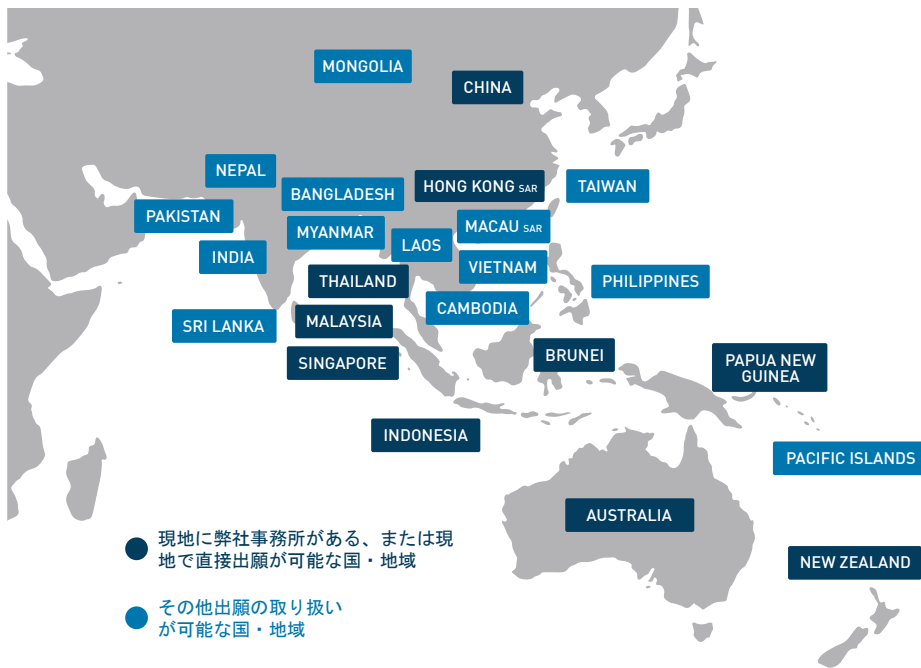 MONGOLIA
CHINA
NEPAL
BANGLADESH
HONG KONG SAR
TAIWAN
PAKISTAN
MYANMAR
LAOS
MACAU SAR
INDIA
VIETNAM
THAILAND
PHILIPPINES
SRI LANKA
MALAYSIA
CAMBODIA
SINGAPORE
BRUNEI
PAPUA NEW
GUINEA
INDONESIA
PACIFIC ISLANDS
AUSTRALIA
NEW ZEALAND
現地に弊社事務所がある、または現
地で直接出願が可能な国・地域
その他出願の取り扱い
が可能な国・地域